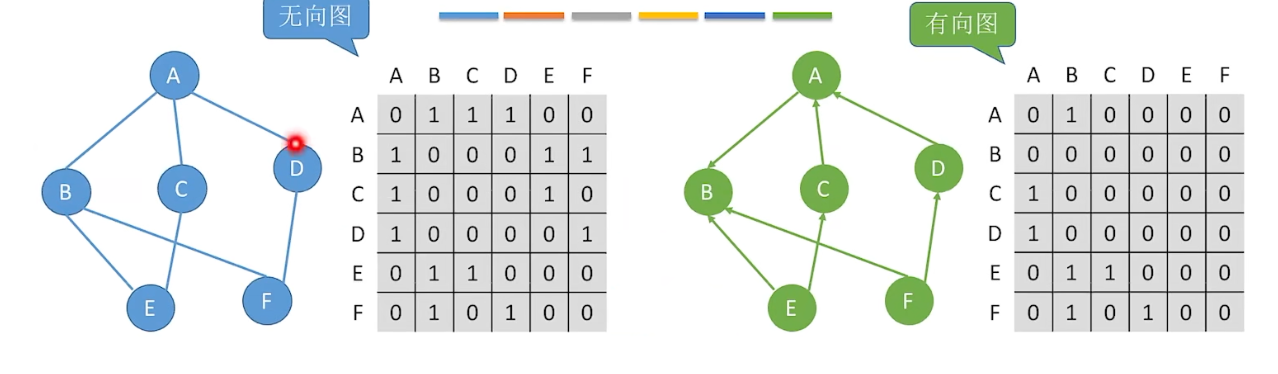 无向图
A
B
C
D
E
F
A B C D E F
A 0 1 1 1 0 0
B 1 0 0 0 1 1
C 1 0 0 0 1 0
D 1 0 0 0 0 1
E 0 1 1 0 0 0
F 0 1 0 1 0 0
有向图
A
B
C
D
E
F
A B C D E F
A 0 1 0 0 0 0
B 0 0 0 0 0 0
C 1 0 0 0 0 0
D 1 0 0 0 0 0
E 0 1 1 0 0 0
F 0 1 0 1 0 0